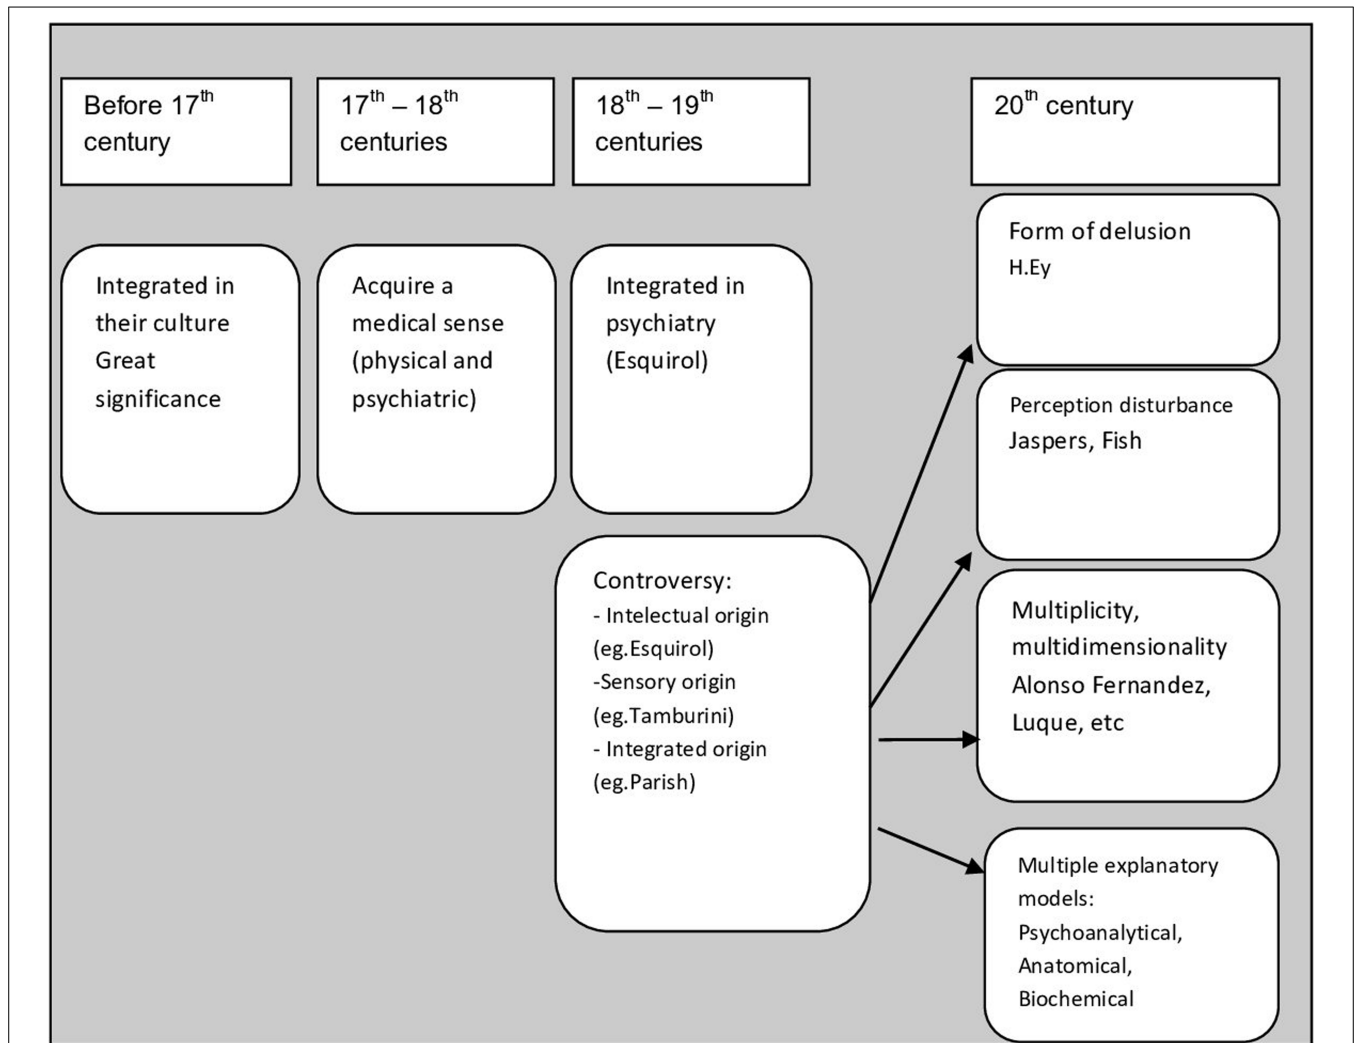 Before 17th
century
17th – 18th
centuries
18th – 19th
centuries
20th century
Integrated in
their culture
Great
significance
Acquire a
medical sense
(physical and
psychiatric)
Integrated in
psychiatry
(Esquirol)
Controversy:
- Intelectual origin
(eg.Esquirol)
-Sensory origin
(eg.Tamburini)
- Integrated origin
(eg.Parish)
Form of delusion
H.Ey
Perception disturbance
Jaspers, Fish
Multiplicity,
multidimensionality
Alonso Fernandez,
Luque, etc
Multiple explanatory
models:
Psychoanalytical,
Anatomical,
Biochemical